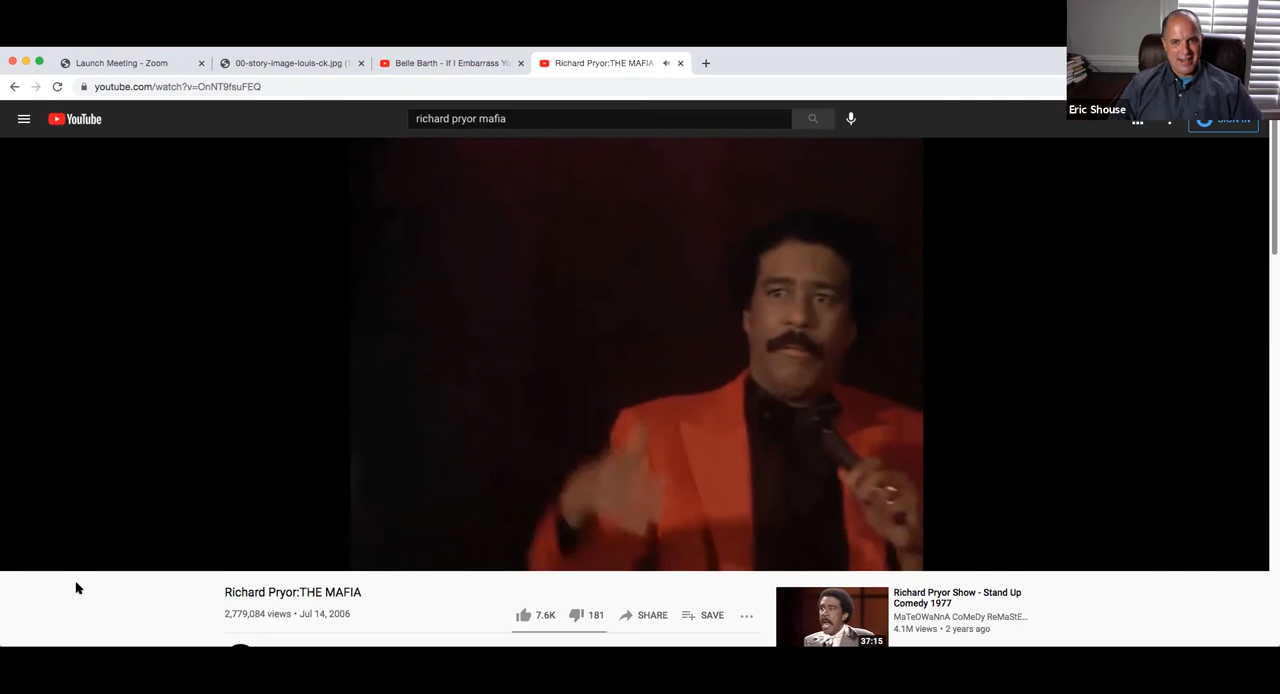 Launch Meeting - Zoom
00-story-image-louis-ck.jpg (1
Belle Barth - If I Embarrass Yo
Richard Pryor:THE MAFIA
youtube.com/watch?v=OnNT9fsuFEQ
Eric Shouse
YouTube
richard pryor mafia
SIGN IN
Richard Pryor:THE MAFIA
2,779,084 views • Jul 14, 2006
7.6K
181
SHARE
SAVE
Richard Pryor Show - Stand Up
Comedy 1977
MaTeOWaNnA CoMeDy ReMaStE...
4.1M views • 2 years ago
37:15